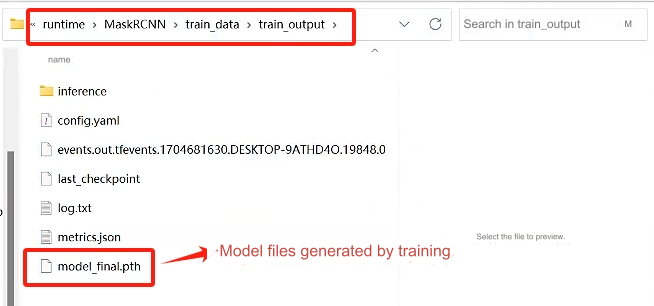 « runtime > MaskRCNN > train_data > train_output >
Search in train_output M
name
inference
config.yaml
events.out.tfevents.1704681630.DESKTOP-9ATHD4O.19848.0
last_checkpoint
log.txt
metrics.json
Select the file to preview.
model_final.pth
·Model files generated by training